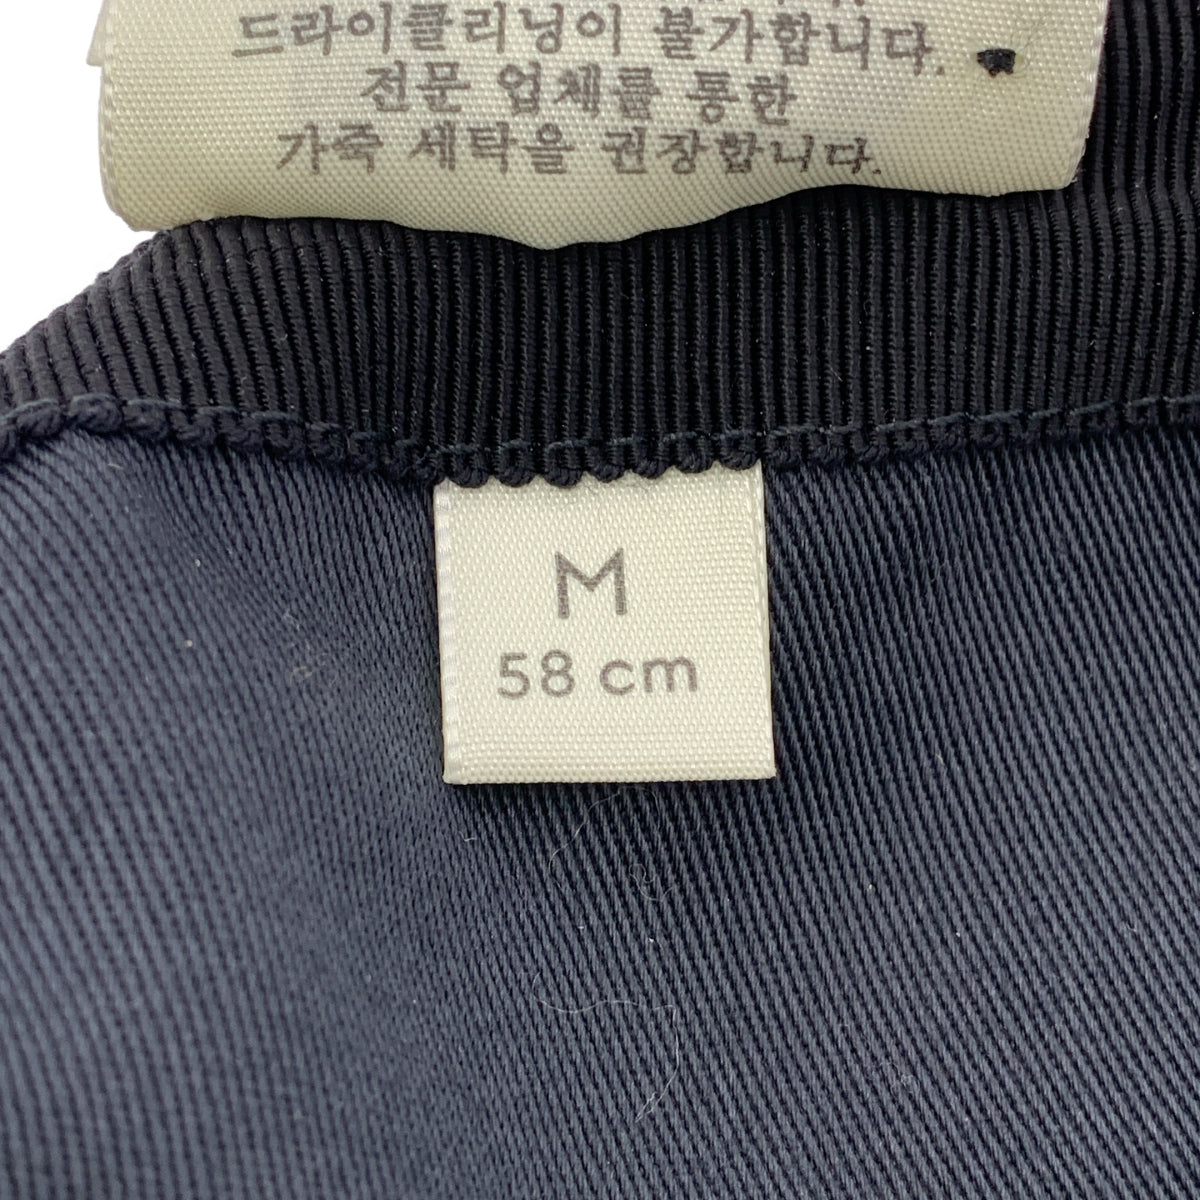 드라이클리닝이 불가합니다.
전문 업체를 통한
가죽 세탁을 권장합니다.
M
58 cm